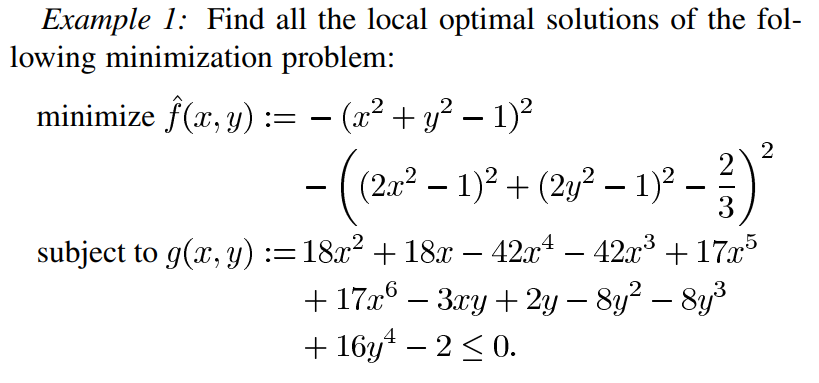 Example 1: Find all the local optimal solutions of the fol-
lowing minimization problem:
minimize f̂(x, y) := − (x² + y² − 1)²
− ((2x² − 1)² + (2y² − 1)² − 2/3)²
subject to g(x, y) := 18x² + 18x − 42x⁴ − 42x³ + 17x⁵
+ 17x⁶ − 3xy + 2y − 8y² − 8y³
+ 16y⁴ − 2 ≤ 0.